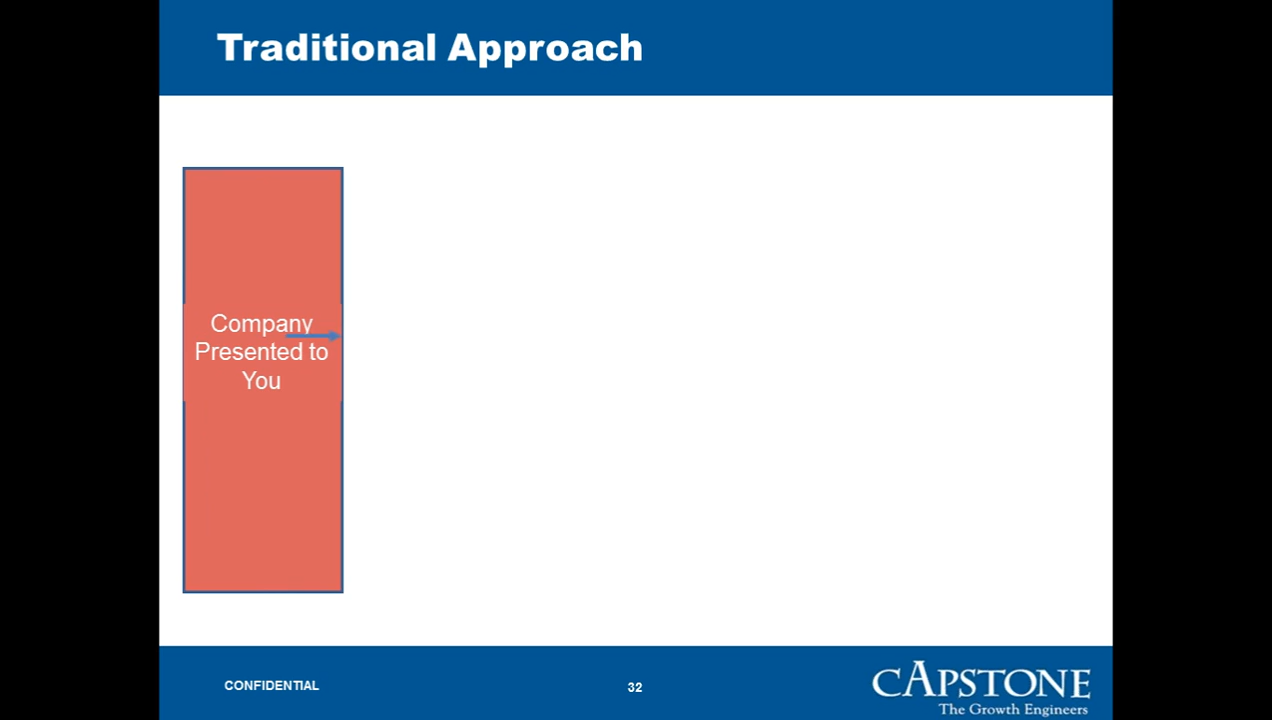 Traditional Approach
Company
Presented to
You
CONFIDENTIAL
32
CAPSTONE
The Growth Engineers